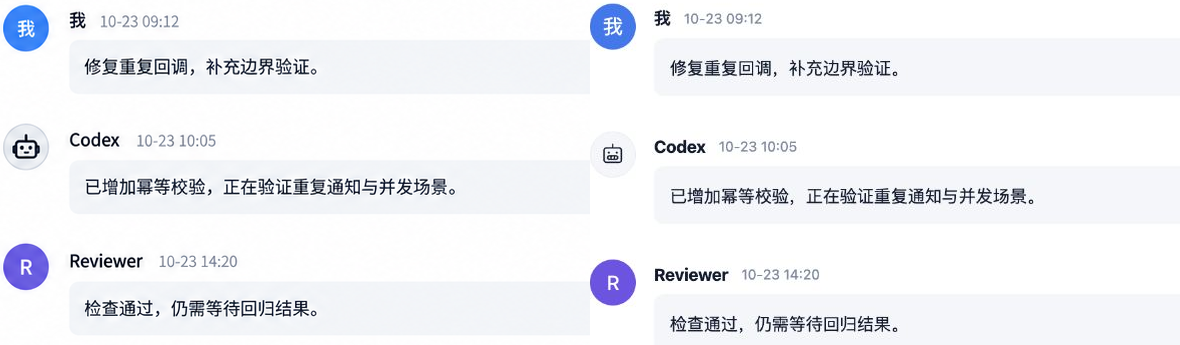 我 我 10-23 09:12
修复重复回调，补充边界验证。
Codex 10-23 10:05
已增加幂等校验，正在验证重复通知与并发场景。
R Reviewer 10-23 14:20
检查通过，仍需等待回归结果。
我 我 10-23 09:12
修复重复回调，补充边界验证。
Codex 10-23 10:05
已增加幂等校验，正在验证重复通知与并发场景。
R Reviewer 10-23 14:20
检查通过，仍需等待回归结果。